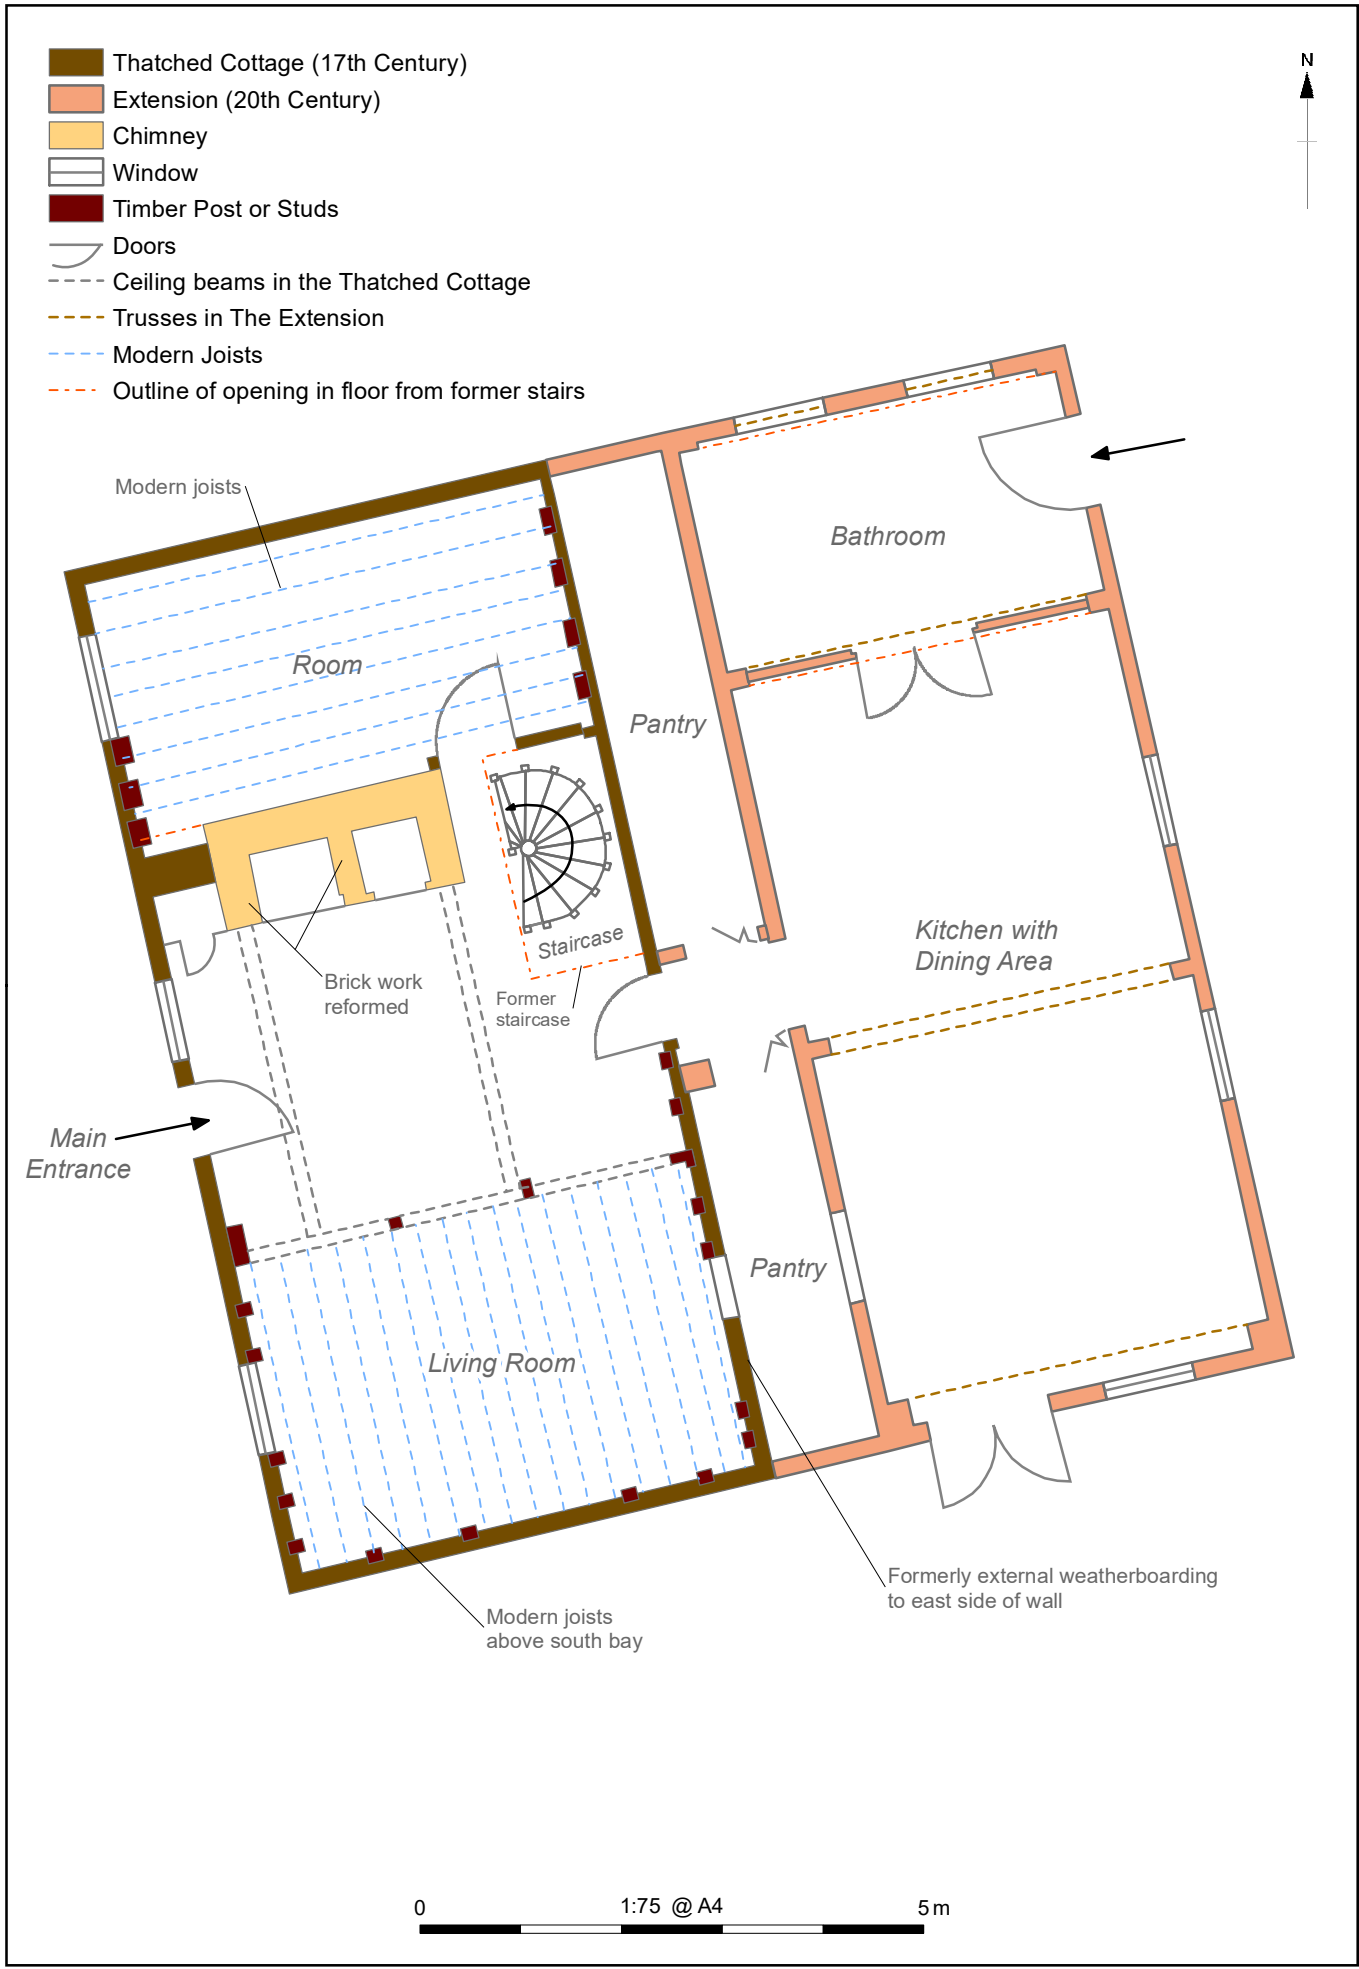 Thatched Cottage (17th Century)
Extension (20th Century)
Chimney
Window
Timber Post or Studs
Doors
Ceiling beams in the Thatched Cottage
Trusses in The Extension
Modern Joists
Outline of opening in floor from former stairs
N
Modern joists
Bathroom
Room
Pantry
Kitchen with
Dining Area
Staircase
Brick work
reformed
Former
staircase
Main
Entrance
Pantry
Living Room
Formerly external weatherboarding
to east side of wall
Modern joists
above south bay
0 1:75 @ A4 5 m